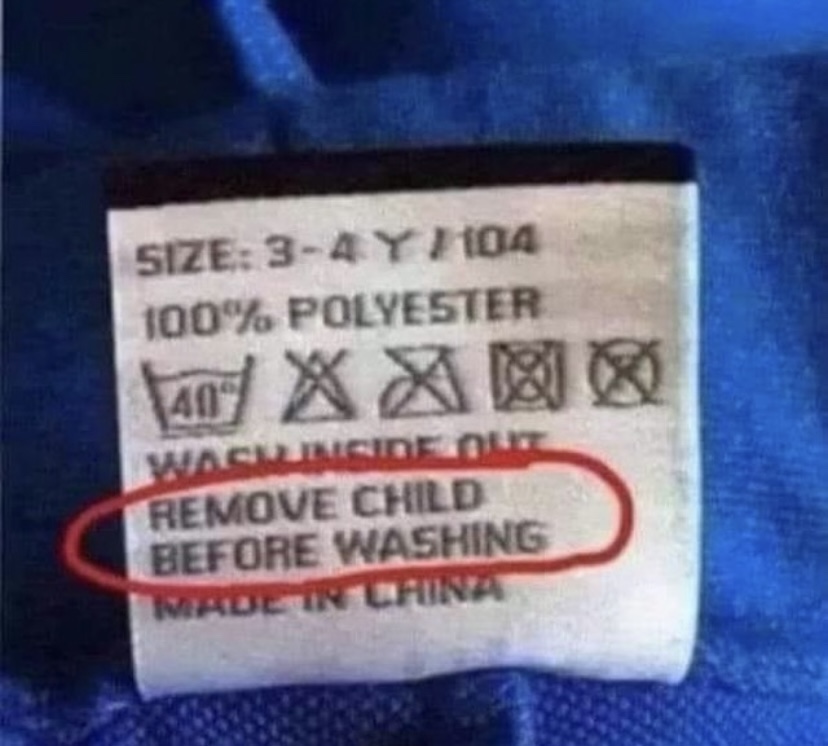 SIZE: 3-4 Y / 104
100% POLYESTER
40°
WASH INSIDE OUT
REMOVE CHILD
BEFORE WASHING
MADE IN CHINA